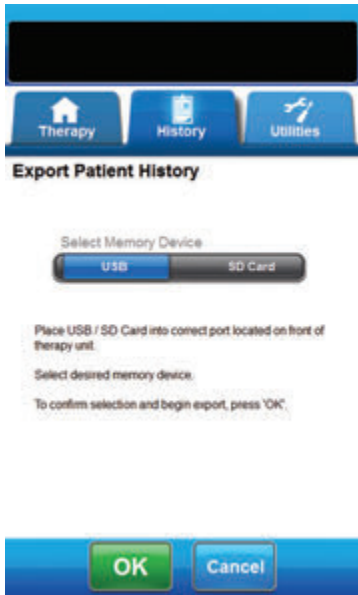 Therapy
History
Utilities
Export Patient History
Select Memory Device
USB
SD Card
Place USB / SD Card into correct port located on front of
therapy unit.
Select desired memory device.
To confirm selection and begin export, press 'OK'.
OK
Cancel